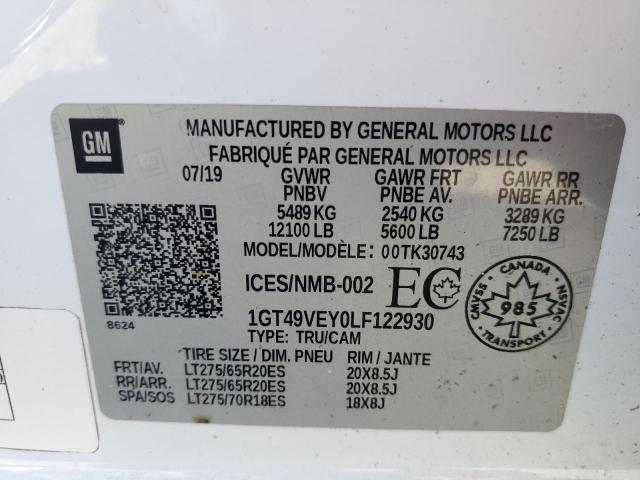 GM®
MANUFACTURED BY GENERAL MOTORS LLC
FABRIQUÉ PAR GENERAL MOTORS LLC
07/19 GVWR GAWR FRT GAWR RR
PNBV PNBE AV. PNBE ARR.
5489 KG 2540 KG 3289 KG
12100 LB 5600 LB 7250 LB
MODEL/MODÈLE: 00TK30743
ICES/NMB-002 EC
CANADA
CMVSS 985 NSVAC
8624
1GT49VEY0LF122930
TYPE: TRU/CAM
TIRE SIZE / DIM. PNEU RIM / JANTE
FRT/AV. LT275/65R20ES 20X8.5J
RR/ARR. LT275/65R20ES 20X8.5J
SPA/SOS LT275/70R18ES 18X8J